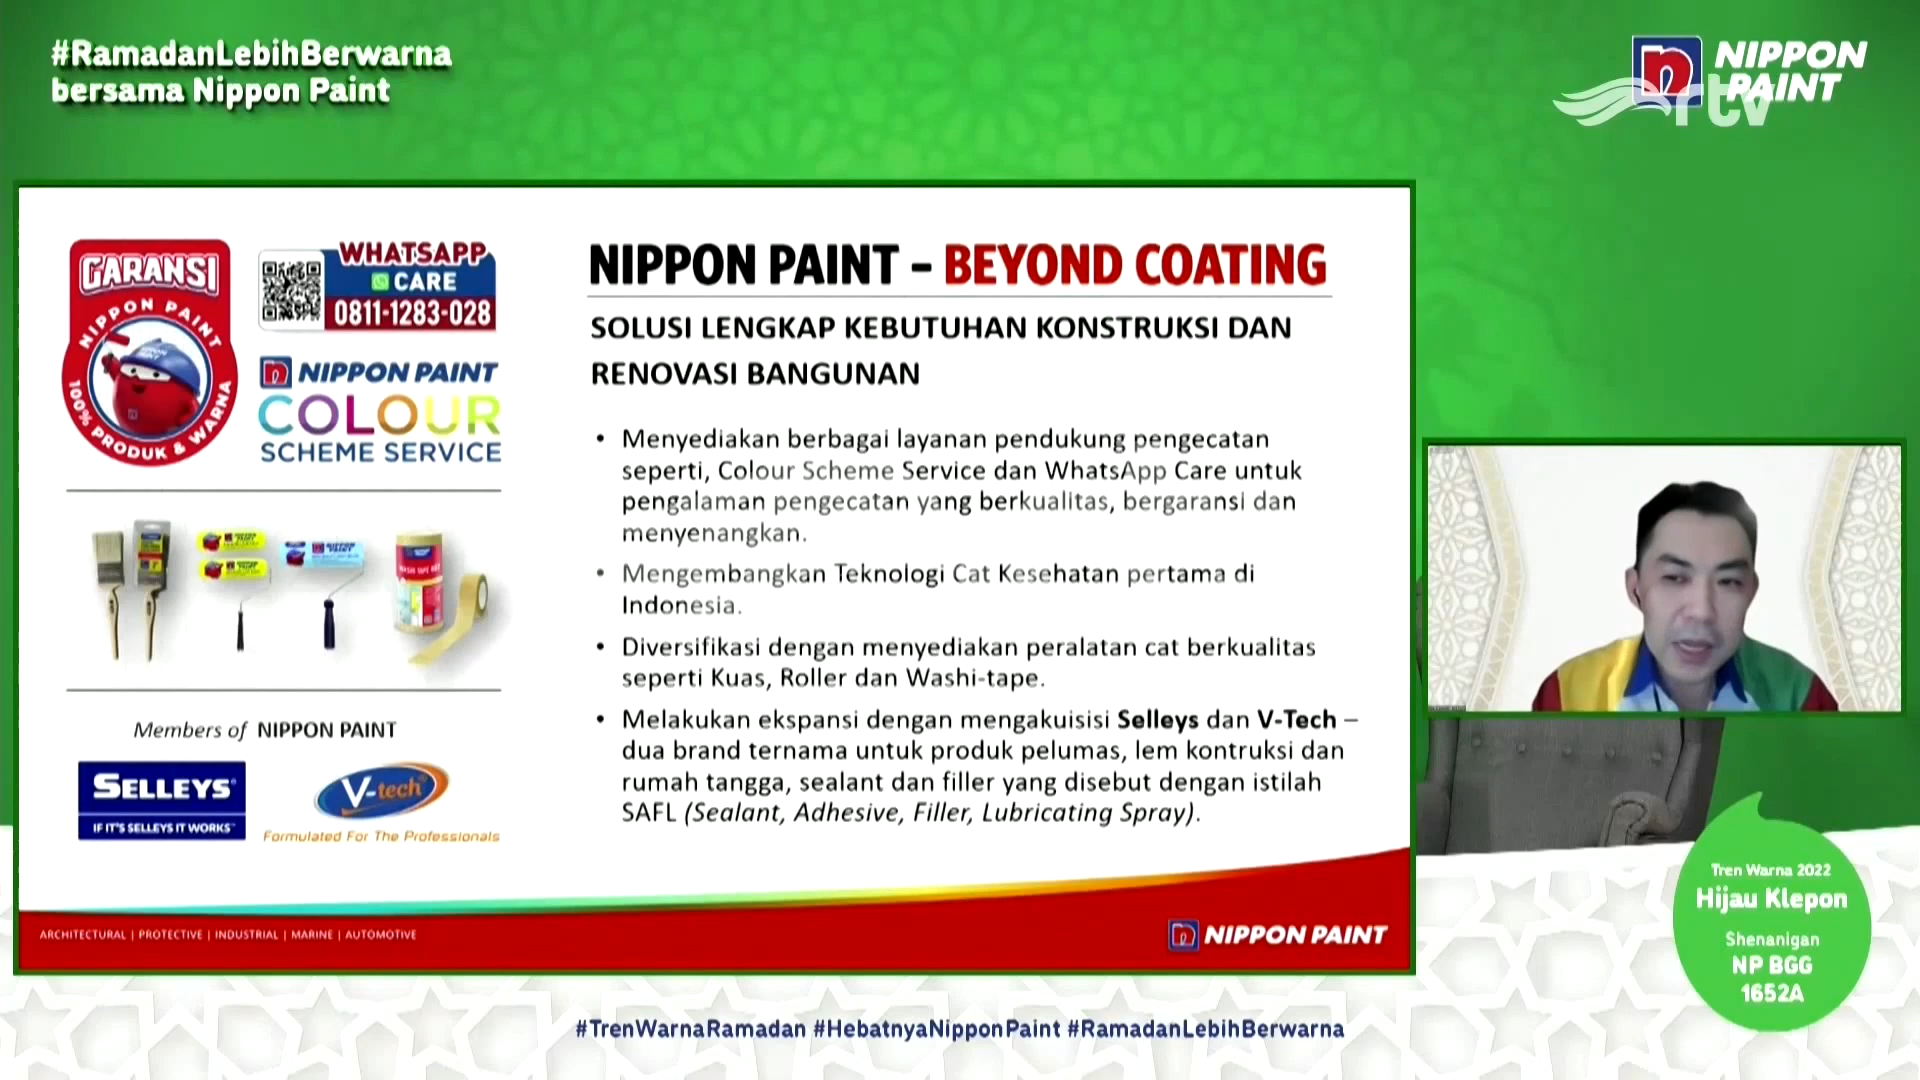 #RamadanLebihBerwarna
bersama Nippon Paint
NIPPON
PAINT
rtv
GARANSI
NIPPON PAINT
100% PRODUK & WARNA
WHATSAPP
CARE
0811-1283-028
NIPPON PAINT
COLOUR
SCHEME SERVICE
Members of NIPPON PAINT
SELLEYS
IF IT'S SELLEYS IT WORKS
V-tech
Formulated For The Professionals
NIPPON PAINT – BEYOND COATING
SOLUSI LENGKAP KEBUTUHAN KONSTRUKSI DAN
RENOVASI BANGUNAN
• Menyediakan berbagai layanan pendukung pengecatan
seperti, Colour Scheme Service dan WhatsApp Care untuk
pengalaman pengecatan yang berkualitas, bergaransi dan
menyenangkan.
• Mengembangkan Teknologi Cat Kesehatan pertama di
Indonesia.
• Diversifikasi dengan menyediakan peralatan cat berkualitas
seperti Kuas, Roller dan Washi-tape.
• Melakukan ekspansi dengan mengakuisisi Selleys dan V-Tech –
dua brand ternama untuk produk pelumas, lem kontruksi dan
rumah tangga, sealant dan filler yang disebut dengan istilah
SAFL (Sealant, Adhesive, Filler, Lubricating Spray).
ARCHITECTURAL | PROTECTIVE | INDUSTRIAL | MARINE | AUTOMOTIVE
NIPPON PAINT
Tren Warna 2022
Hijau Klepon
Shenanigan
NP BGG
1652A
#TrenWarnaRamadan #HebatnyaNipponPaint #RamadanLebihBerwarna